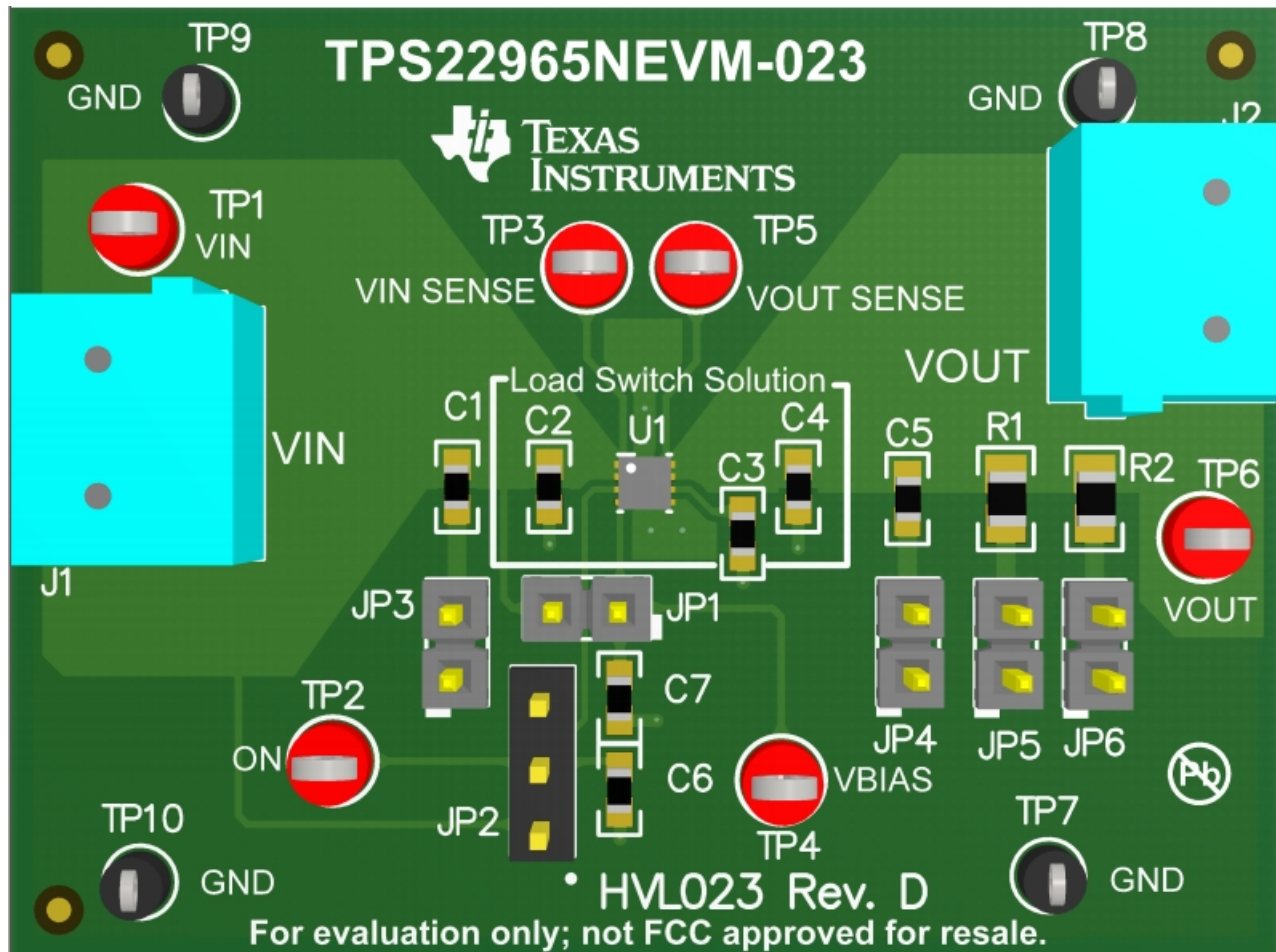 TPS22965NEVM-023
TP9
GND
TP8
GND
J2
TEXAS
INSTRUMENTS
TP1
VIN
TP3
VIN SENSE
TP5
VOUT SENSE
VOUT
Load Switch Solution
C1
C2
U1
C4
C3
C5
R1
R2
TP6
VIN
J1
VOUT
JP3
JP1
C7
TP2
ON
JP4
JP5
JP6
C6
VBIAS
Pb
JP2
TP4
TP10
GND
TP7
GND
HVL023 Rev. D
For evaluation only; not FCC approved for resale.